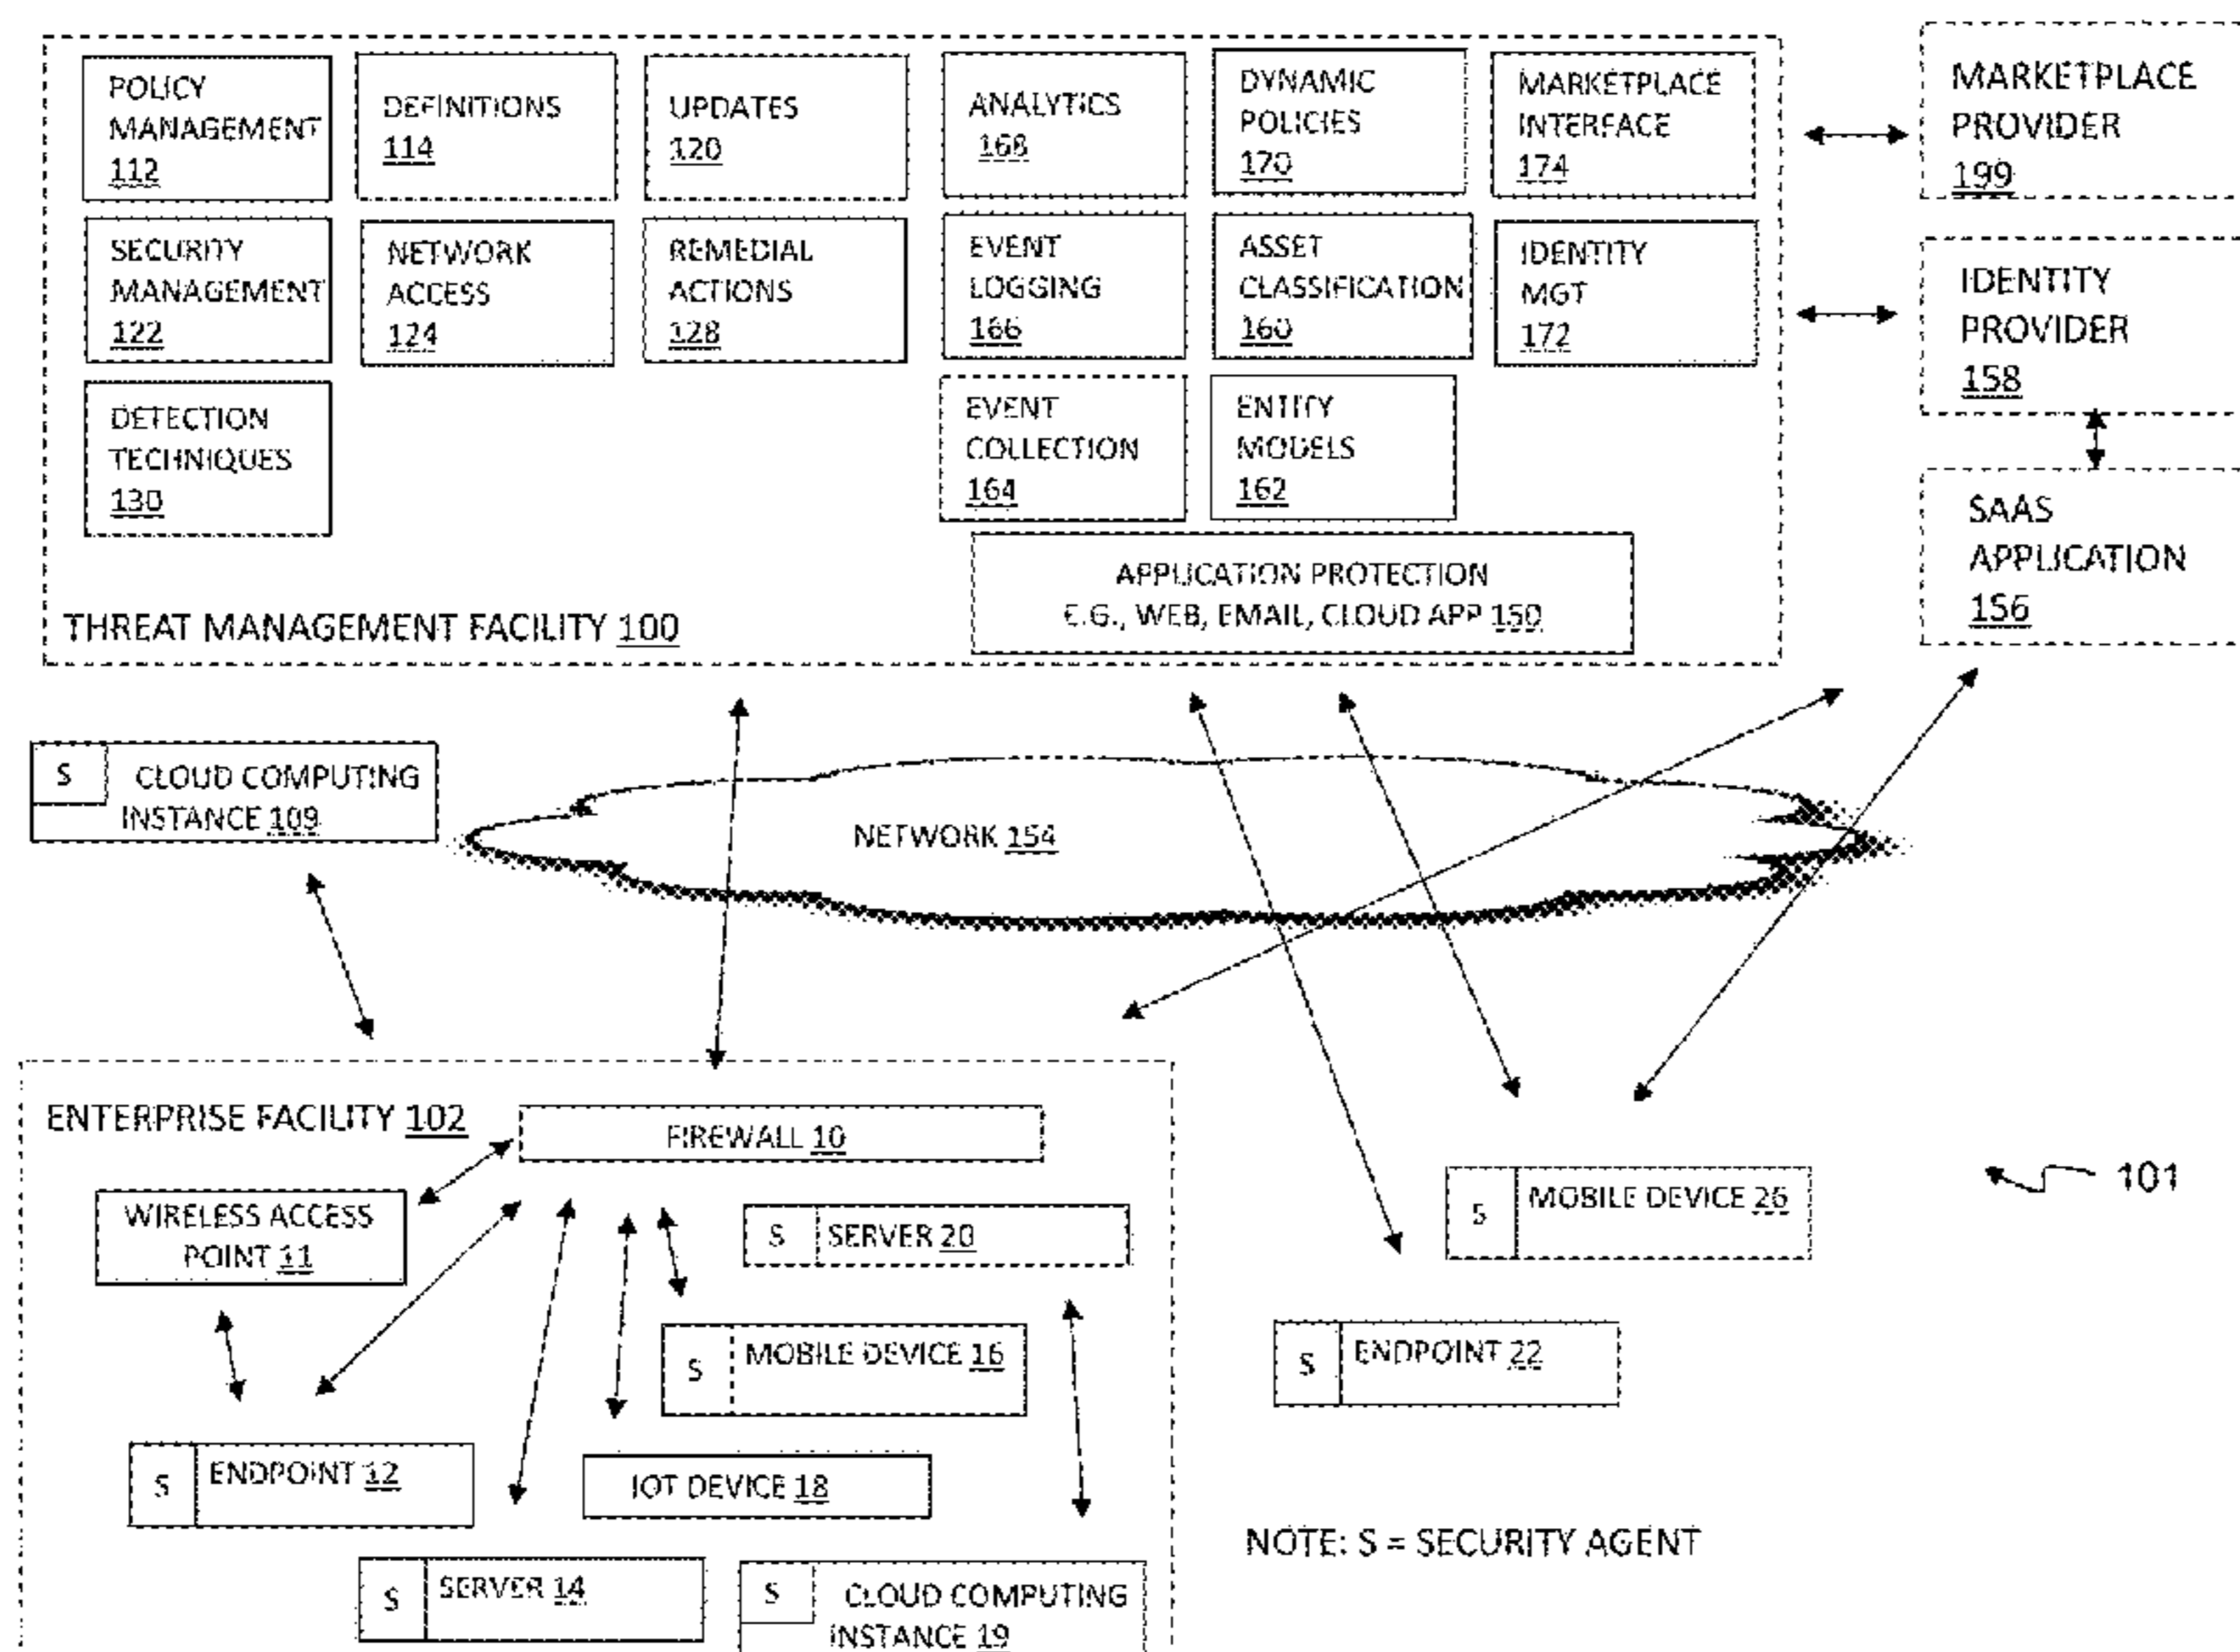 POLICY
MANAGEMENT
112
DEFINITIONS
114
UPDATES
120
ANALYTICS
168
DYNAMIC
POLICIES
170
MARKETPLACE
INTERFACE
174
MARKETPLACE
PROVIDER
199
SECURITY
MANAGEMENT
122
NETWORK
ACCESS
124
REMEDIAL
ACTIONS
128
EVENT
LOGGING
166
ASSET
CLASSIFICATION
160
IDENTITY
MGT
172
IDENTITY
PROVIDER
158
DETECTION
TECHNIQUES
130
EVENT
COLLECTION
164
ENTITY
MODELS
162
SAAS
APPLICATION
156
APPLICATION PROTECTION
E.G., WEB, EMAIL, CLOUD APP 150
THREAT MANAGEMENT FACILITY 100
S CLOUD COMPUTING
INSTANCE 109
NETWORK 154
ENTERPRISE FACILITY 102
FIREWALL 10
WIRELESS ACCESS
POINT 11
S SERVER 20
S MOBILE DEVICE 26
101
S MOBILE DEVICE 16
S ENDPOINT 22
S ENDPOINT 12
IOT DEVICE 18
NOTE: S = SECURITY AGENT
S SERVER 14
S CLOUD COMPUTING
INSTANCE 19